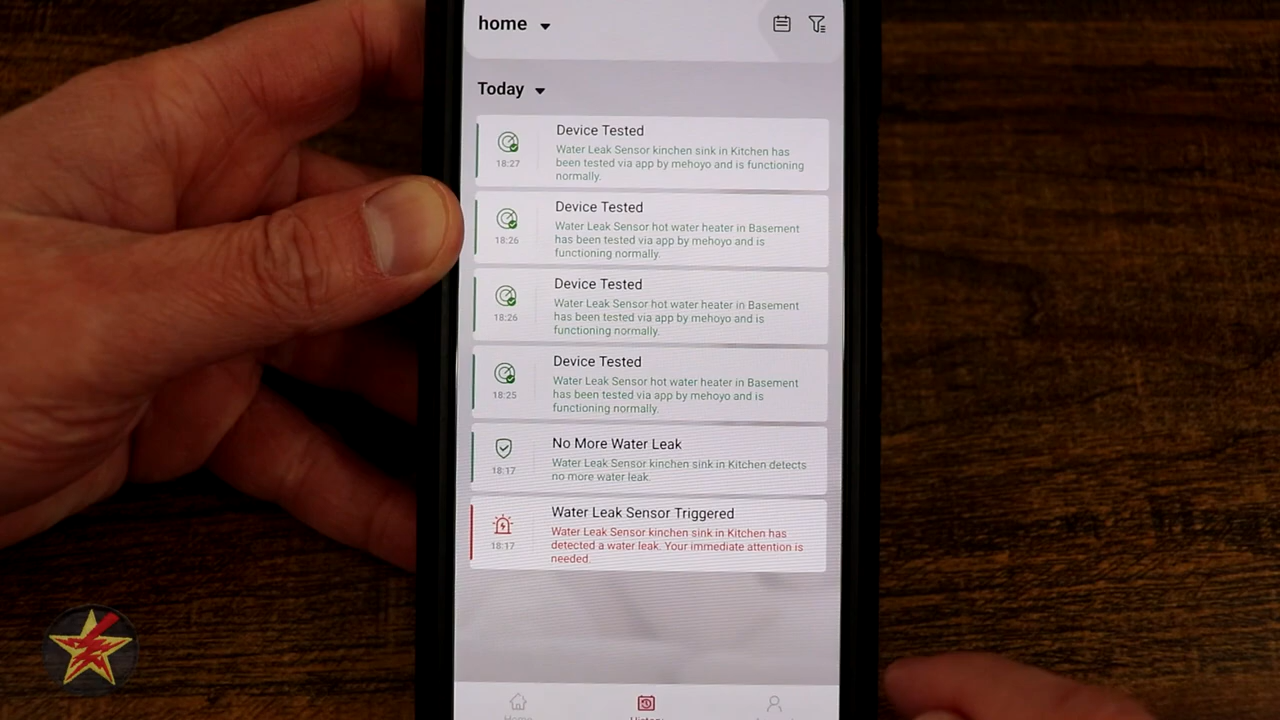 home
Today
Device Tested
Water Leak Sensor kinchen sink in Kitchen has
been tested via app by mehoyo and is functioning
normally.
18:27
Device Tested
Water Leak Sensor hot water heater in Basement
has been tested via app by mehoyo and is
functioning normally.
18:26
Device Tested
Water Leak Sensor hot water heater in Basement
has been tested via app by mehoyo and is
functioning normally.
18:26
Device Tested
Water Leak Sensor hot water heater in Basement
has been tested via app by mehoyo and is
functioning normally.
18:25
No More Water Leak
Water Leak Sensor kinchen sink in Kitchen detects
no more water leak.
18:17
Water Leak Sensor Triggered
Water Leak Sensor kinchen sink in Kitchen has
detected a water leak. Your immediate attention is
needed.
18:17